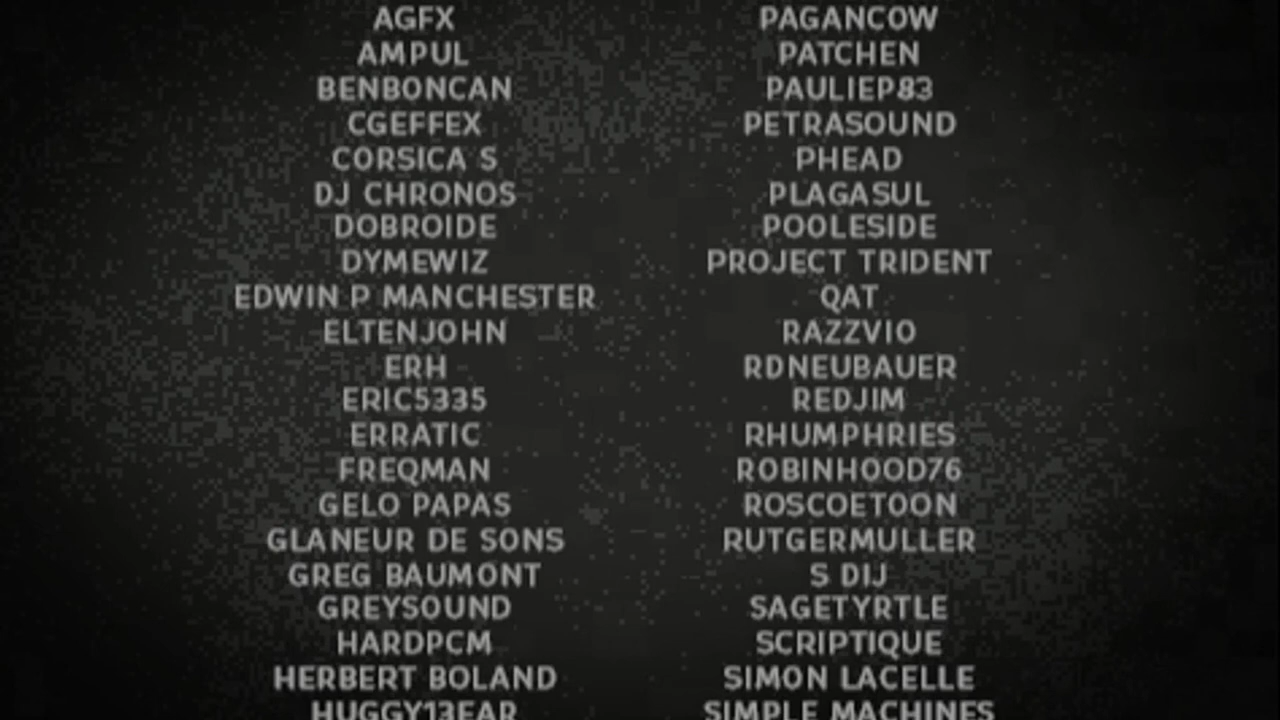 AGFX
AMPUL
BENBONCAN
CGEFFEX
CORSICA S
DJ CHRONOS
DOBROIDE
DYMEWIZ
EDWIN P MANCHESTER
ELTENJOHN
ERH
ERIC5335
ERRATIC
FREQMAN
GELO PAPAS
GLANEUR DE SONS
GREG BAUMONT
GREYSOUND
HARDPCM
HERBERT BOLAND
HUGGY13EAR
PAGANCOW
PATCHEN
PAULIEP83
PETRASOUND
PHEAD
PLAGASUL
POOLESIDE
PROJECT TRIDENT
QAT
RAZZVIO
RDNEUBAUER
REDJIM
RHUMPHRIES
ROBINHOOD76
ROSCOETOON
RUTGERMULLER
S DIJ
SAGETYRTLE
SCRIPTIQUE
SIMON LACELLE
SIMPLE MACHINES